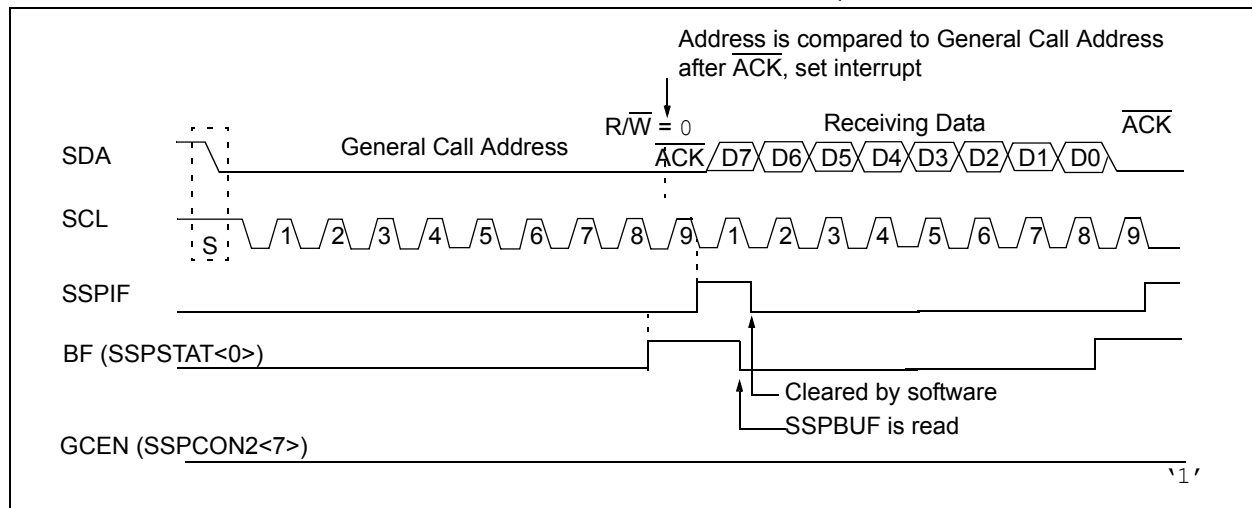 Address is compared to General Call Address
after ACK, set interrupt
R/W = 0
Receiving Data
ACK
SDA
General Call Address
ACK
D7 D6 D5 D4 D3 D2 D1 D0
SCL
S
1 2 3 4 5 6 7 8 9 1 2 3 4 5 6 7 8 9
SSPIF
BF (SSPSTAT<0>)
Cleared by software
SSPBUF is read
GCEN (SSPCON2<7>)
‘1’